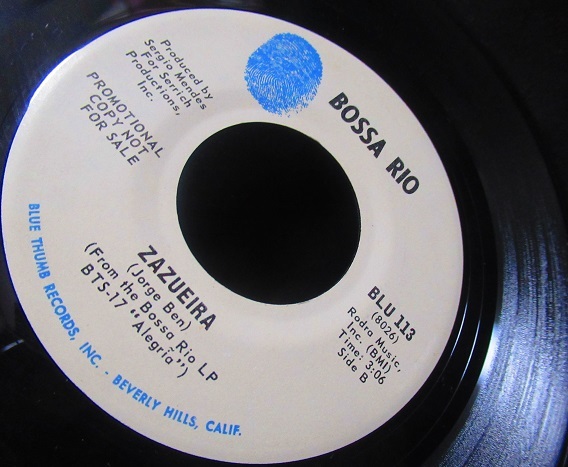 Produced by
Sergio Mendes
For Serrich
Productions,
Inc.
PROMOTIONAL
COPY NOT
FOR SALE
BOSSA RIO
ZAZUEIRA
(Jorge Ben)
(From the Bossa Rio LP
BTS-17 "Alegria")
BLU 113
(8026)
Rodra Music,
Inc. (BMI)
Time: 3:06
Side B
BLUE THUMB RECORDS, INC. - BEVERLY HILLS, CALIF.